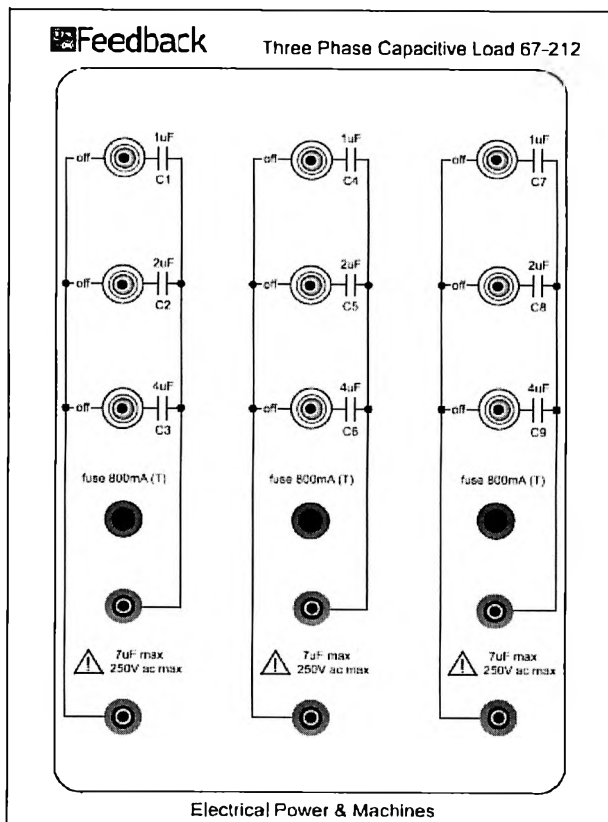 Feedback
Three Phase Capacitive Load 67-212
1uF
off
C1
1uF
off
C4
1uF
off
C7
2uF
off
C2
2uF
off
C5
2uF
off
C8
4uF
off
C3
4uF
off
C6
4uF
off
C9
fuse 800mA (T)
fuse 800mA (T)
fuse 800mA (T)
7uF max
250V ac max
7uF max
250V ac max
7uF max
250V ac max
Electrical Power & Machines